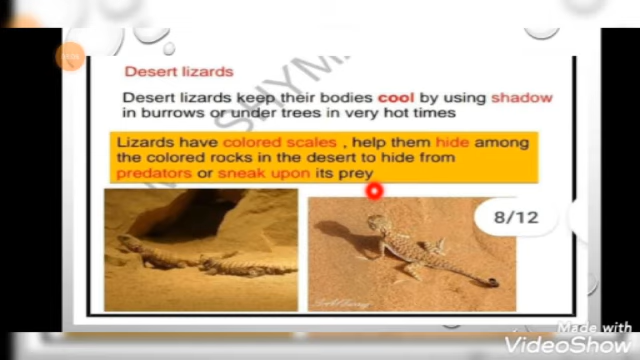 Desert lizards
Desert lizards keep their bodies cool by using shadow
in burrows or under trees in very hot times
Lizards have colored scales , help them hide among
the colored rocks in the desert to hide from
predators or sneak upon its prey
8/12
Made with
VideoShow